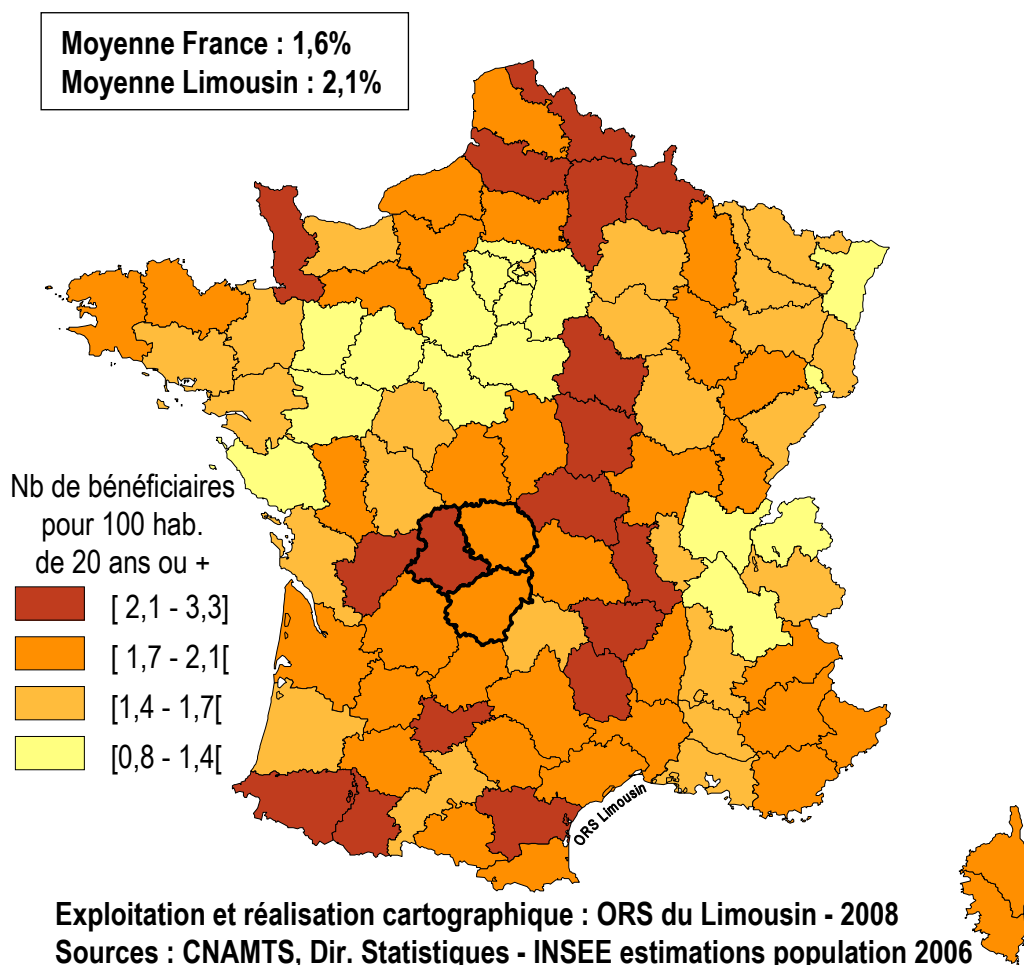 Moyenne France : 1,6%
Moyenne Limousin : 2,1%
Nb de bénéficiaires
pour 100 hab.
de 20 ans ou +
[ 2,1 - 3,3]
[ 1,7 - 2,1[
[1,4 - 1,7[
[0,8 - 1,4[
ORS Limousin
Exploitation et réalisation cartographique : ORS du Limousin - 2008
Sources : CNAMTS, Dir. Statistiques - INSEE estimations population 2006